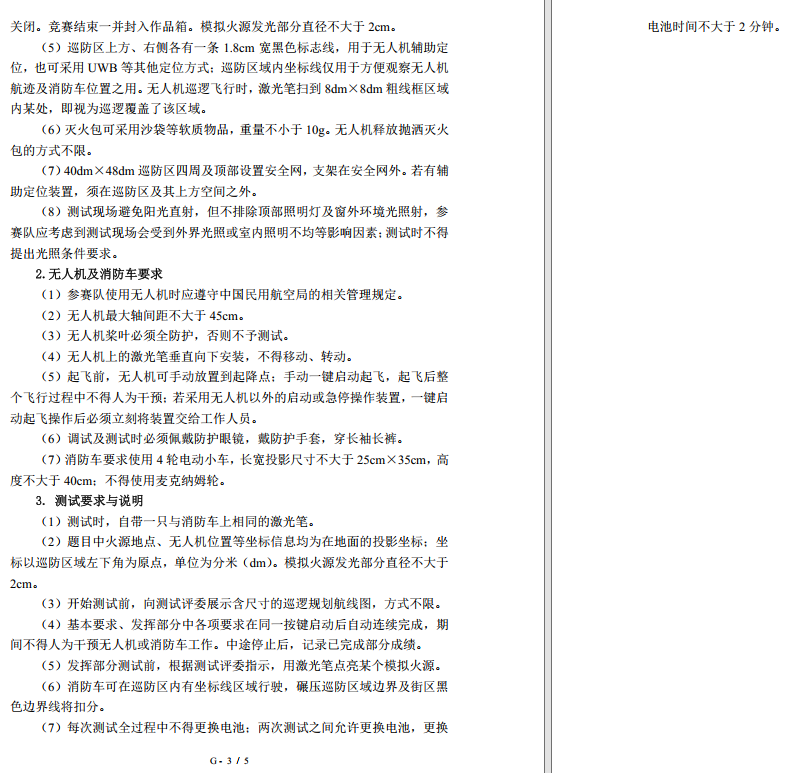 关闭。竞赛结束一并封入作品箱。模拟火源发光部分直径不大于 2cm。
（5）巡防区上方、右侧各有一条 1.8cm 宽黑色标志线，用于无人机辅助定
位，也可采用 UWB 等其他定位方式；巡防区域内坐标线仅用于方便观察无人机
航迹及消防车位置之用。无人机巡逻飞行时，激光笔扫到 8dm×8dm 粗线框区域
内某处，即视为巡逻覆盖了该区域。
（6）灭火包可采用沙袋等软质物品，重量不小于 10g。无人机释放抛洒灭火
包的方式不限。
（7）40dm×48dm 巡防区四周及顶部设置安全网，支架在安全网外。若有辅
助定位装置，须在巡防区及其上方空间之外。
（8）测试现场避免阳光直射，但不排除顶部照明灯及窗外环境光照射，参
赛队应考虑到测试现场会受到外界光照或室内照明不均等影响因素；测试时不得
提出光照条件要求。
2. 无人机及消防车要求
（1）参赛队使用无人机时应遵守中国民用航空局的相关管理规定。
（2）无人机最大轴间距不大于 45cm。
（3）无人机桨叶必须全防护，否则不予测试。
（4）无人机上的激光笔垂直向下安装，不得移动、转动。
（5）起飞前，无人机可手动放置到起降点；手动一键启动起飞，起飞后整
个飞行过程中不得人为干预；若采用无人机以外的启动或急停操作装置，一键启
动起飞操作后必须立刻将装置交给工作人员。
（6）调试及测试时必须佩戴防护眼镜，戴防护手套，穿长袖长裤。
（7）消防车要求使用 4 轮电动小车，长宽投影尺寸不大于 25cm×35cm，高
度不大于 40cm；不得使用麦克纳姆轮。
3. 测试要求与说明
（1）测试时，自带一只与消防车上相同的激光笔。
（2）题目中火源地点、无人机位置等坐标信息均为在地面的投影坐标；坐
标以巡防区域左下角为原点，单位为分米（dm）。模拟火源发光部分直径不大于
2cm。
（3）开始测试前，向测试评委展示含尺寸的巡逻规划航线图，方式不限。
（4）基本要求、发挥部分中各项要求在同一按键启动后自动连续完成，期
间不得人为干预无人机或消防车工作。中途停止后，记录已完成部分成绩。
（5）发挥部分测试前，根据测试评委指示，用激光笔点亮某个模拟火源。
（6）消防车可在巡防区内有坐标线区域行驶，碾压巡防区域边界及街区黑
色边界线将扣分。
（7）每次测试全过程中不得更换电池；两次测试之间允许更换电池，更换
G - 3 / 5
电池时间不大于 2 分钟。